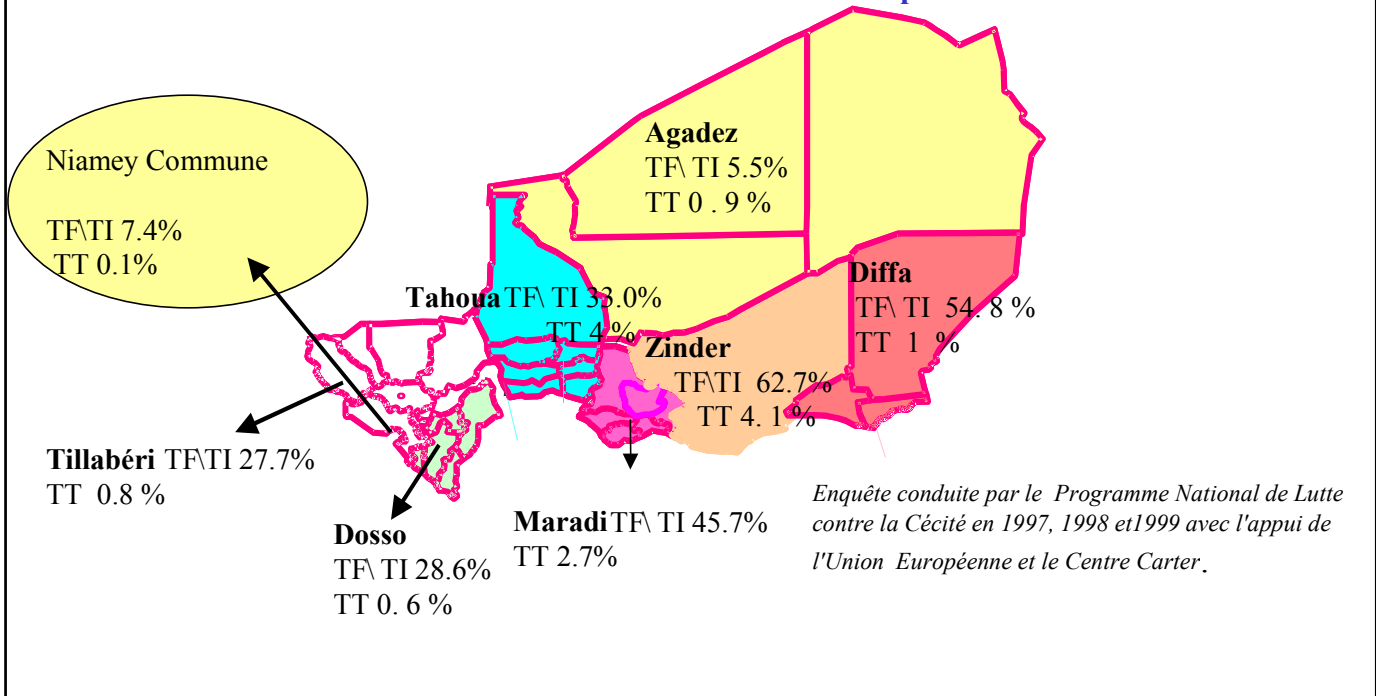 Niamey Commune
TF\TI 7.4%
TT 0.1%
Agadez
TF\ TI 5.5%
TT 0 . 9 %
Diffa
TF\ TI 54. 8 %
TT 1 %
Tahoua TF\ TI 33.0%
TT 4 %
Zinder
TF\TI 62.7%
TT 4. 1 %
Tillabéri TF\TI 27.7%
TT 0.8 %
Dosso
TF\ TI 28.6%
TT 0. 6 %
Maradi TF\ TI 45.7%
TT 2.7%
Enquête conduite par le Programme National de Lutte
contre la Cécité en 1997, 1998 et1999 avec l'appui de
l'Union Européenne et le Centre Carter.